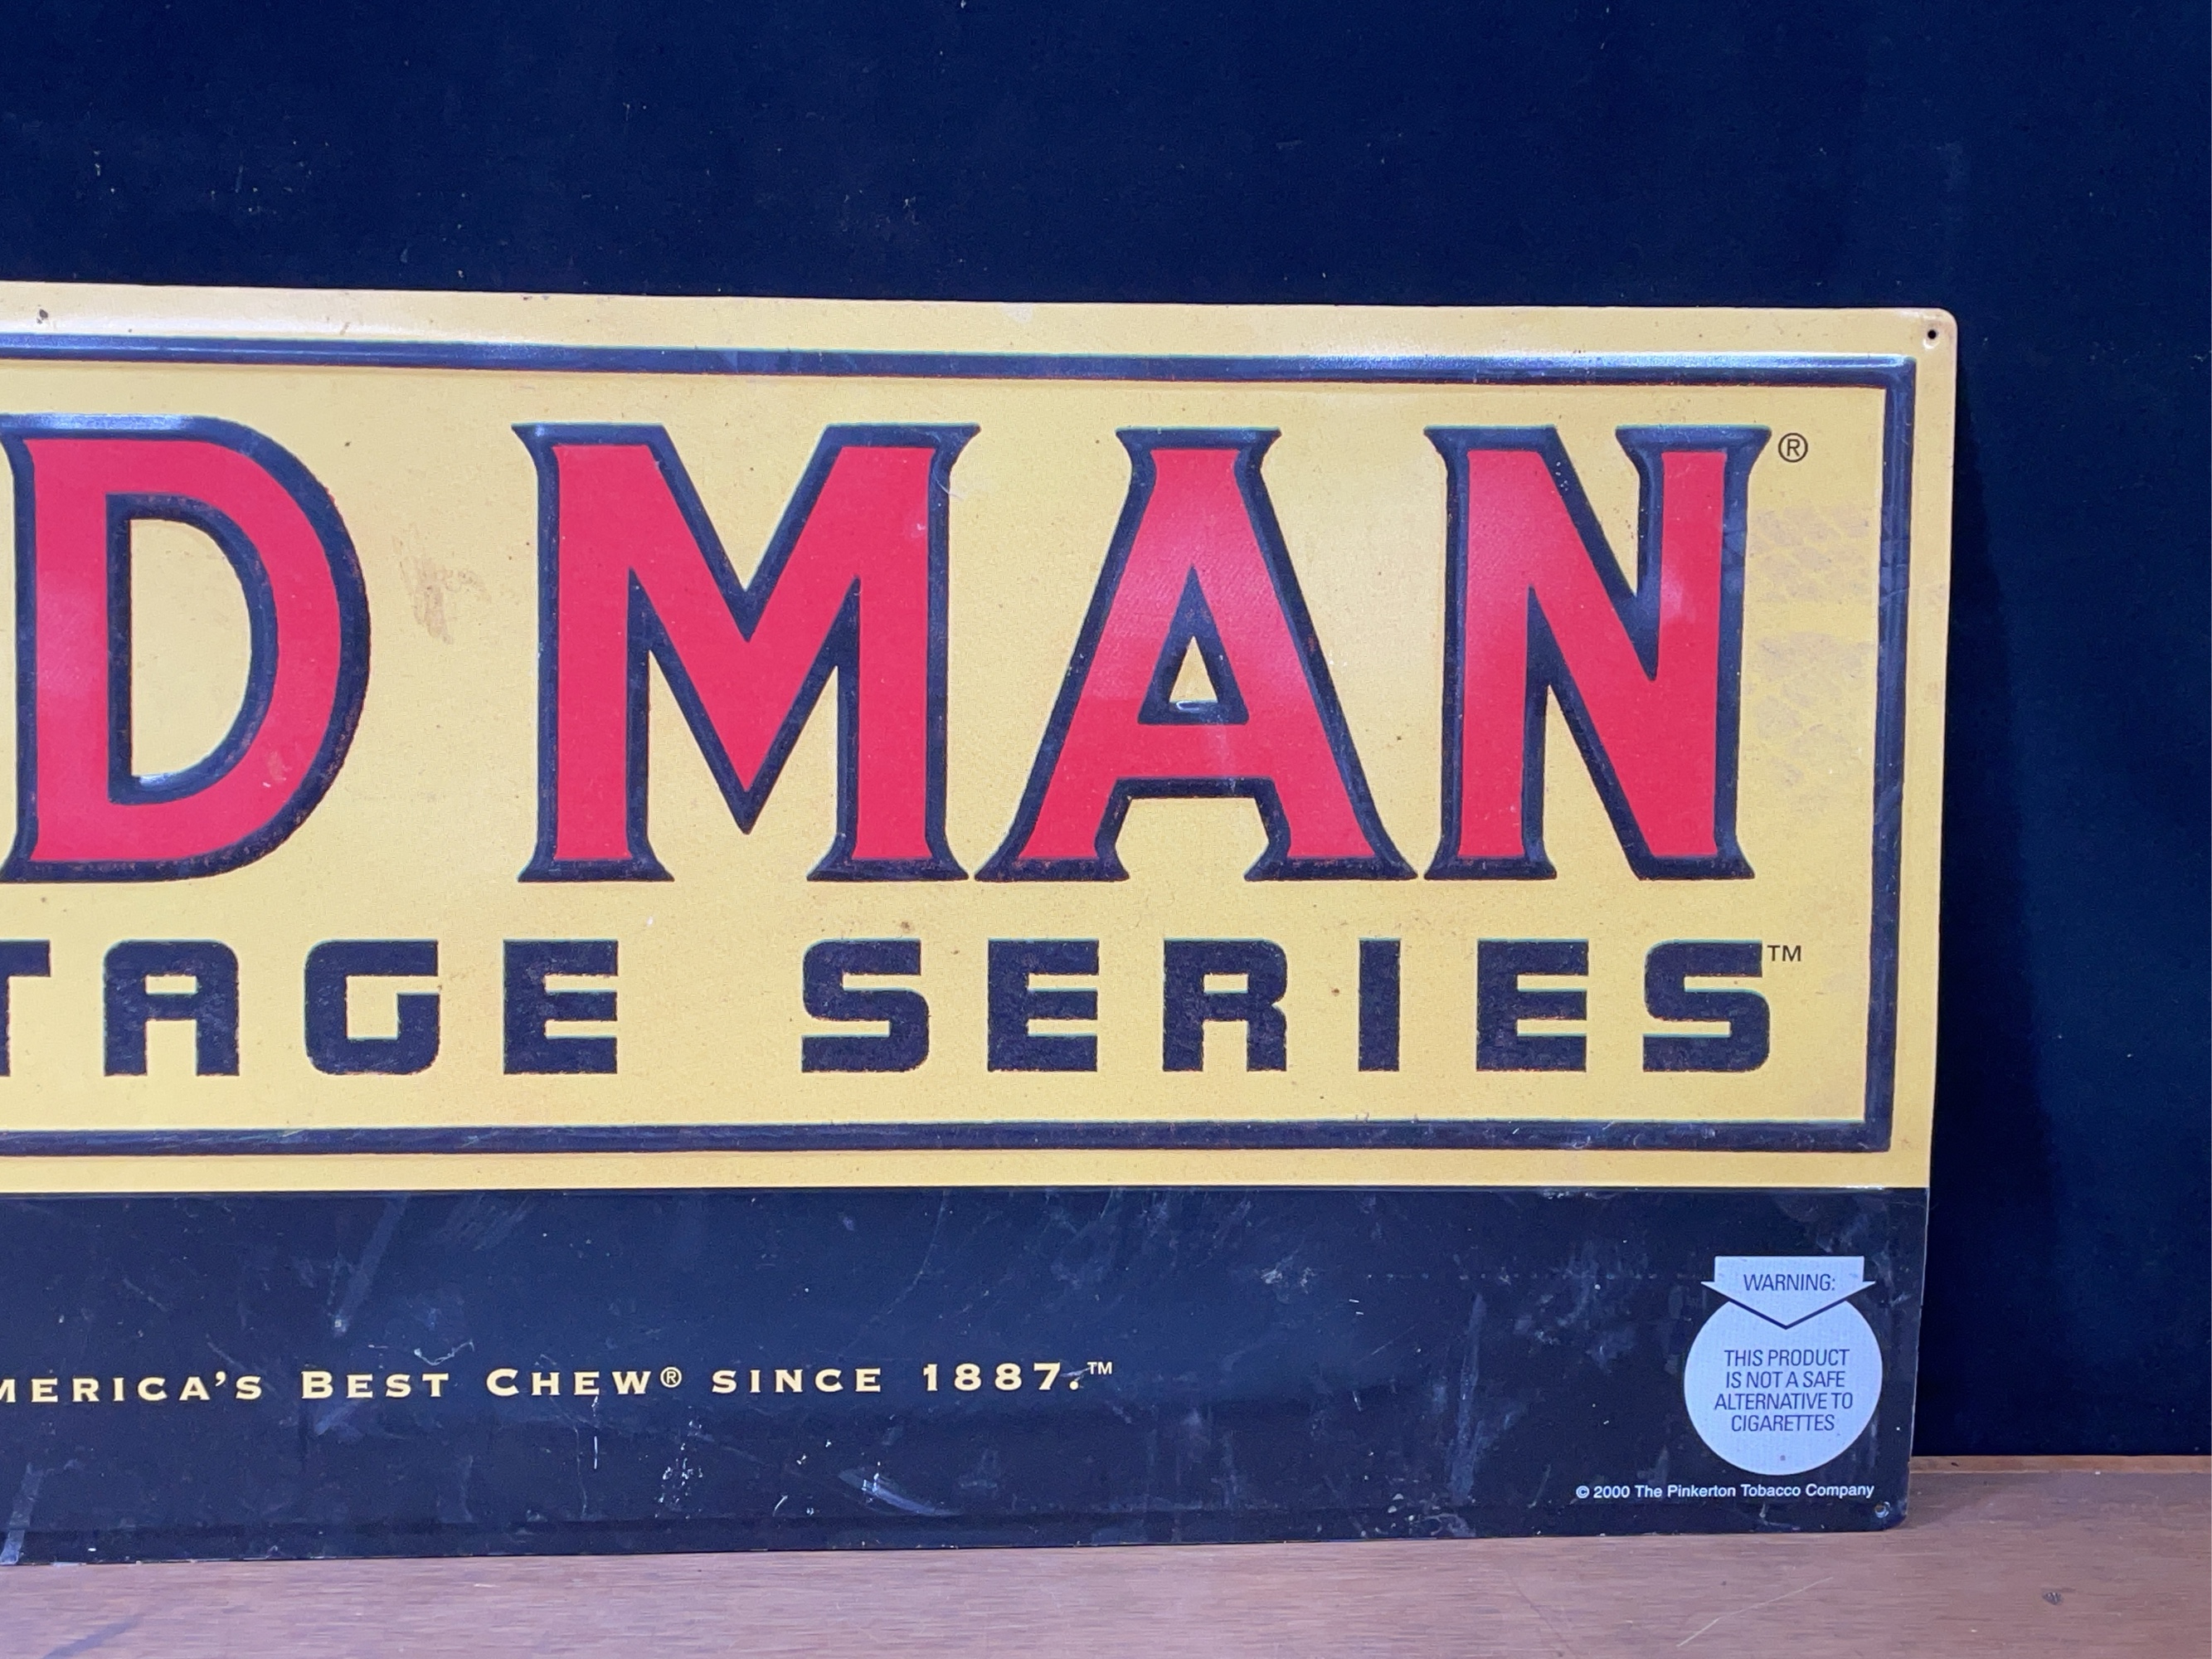 D MAN®
TAGE SERIES™
MERICA'S BEST CHEW® SINCE 1887.™
WARNING:
THIS PRODUCT
IS NOT A SAFE
ALTERNATIVE TO
CIGARETTES
© 2000 The Pinkerton Tobacco Company